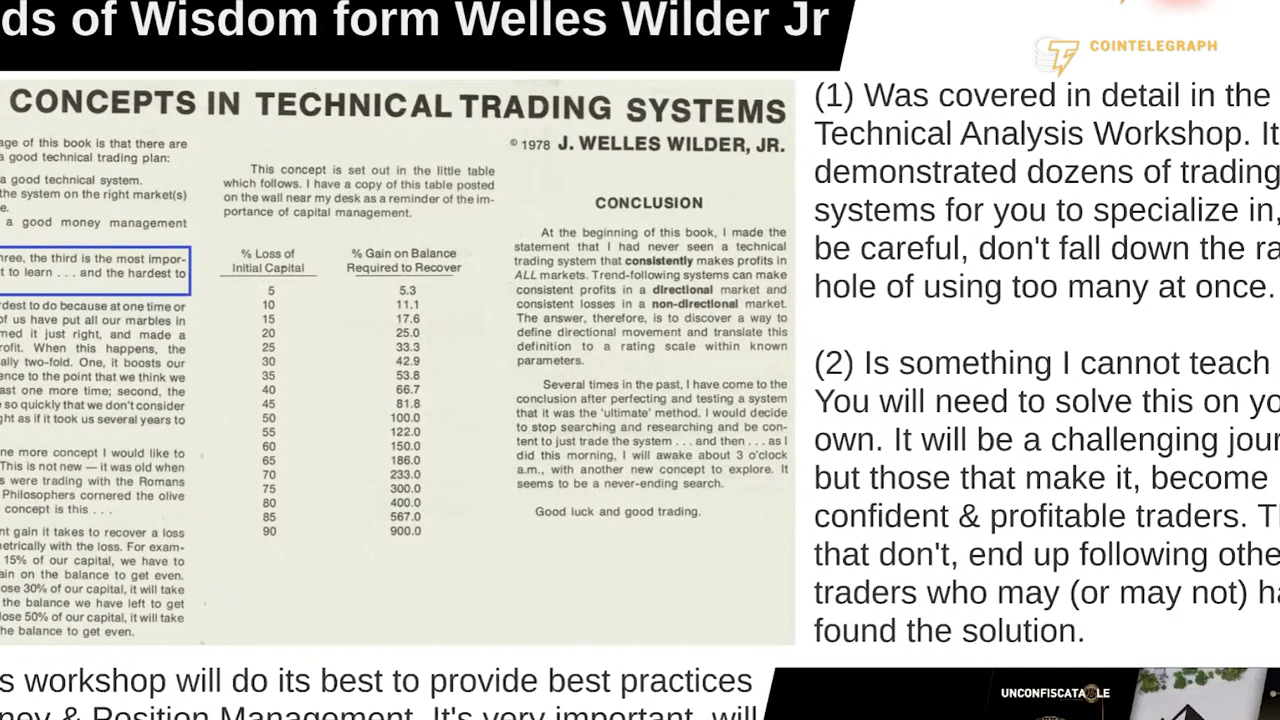 ds of Wisdom form Welles Wilder Jr
COINTELEGRAPH
CONCEPTS IN TECHNICAL TRADING SYSTEMS
© 1978 J. WELLES WILDER, JR.
age of this book is that there are
a good technical trading plan:
a good technical system.
the system on the right market(s)
e.
a good money management
hree, the third is the most impor-
t to learn . . . and the hardest to
rdest to do because at one time or
of us have put all our marbles in
med it just right, and made a
rofit. When this happens, the
ally two-fold. One, it boosts our
ence to the point that we think we
ast one more time; second, the
so quickly that we don't consider
ght as if it took us several years to
ne more concept I would like to
This is not new — it was old when
s were trading with the Romans
Philosophers cornered the olive
concept is this . . .
nt gain it takes to recover a loss
etrically with the loss. For exam-
15% of our capital, we have to
ain on the balance to get even.
ose 30% of our capital, it will take
the balance we have left to get
lose 50% of our capital, it will take
he balance to get even.
This concept is set out in the little table
which follows. I have a copy of this table posted
on the wall near my desk as a reminder of the im-
portance of capital management.
% Loss of % Gain on Balance
Initial Capital Required to Recover
5 5.3
10 11.1
15 17.6
20 25.0
25 33.3
30 42.9
35 53.8
40 66.7
45 81.8
50 100.0
55 122.0
60 150.0
65 186.0
70 233.0
75 300.0
80 400.0
85 567.0
90 900.0
CONCLUSION
At the beginning of this book, I made the
statement that I had never seen a technical
trading system that consistently makes profits in
ALL markets. Trend-following systems can make
consistent profits in a directional market and
consistent losses in a non-directional market.
The answer, therefore, is to discover a way to
define directional movement and translate this
definition to a rating scale within known
parameters.
Several times in the past, I have come to the
conclusion after perfecting and testing a system
that it was the 'ultimate' method. I would decide
to stop searching and researching and be con-
tent to just trade the system . . . and then . . . as I
did this morning, I will awake about 3 o'clock
a.m., with another new concept to explore. It
seems to be a never-ending search.
Good luck and good trading.
(1) Was covered in detail in the
Technical Analysis Workshop. It
demonstrated dozens of trading
systems for you to specialize in,
be careful, don't fall down the ra
hole of using too many at once.
(2) Is something I cannot teach
You will need to solve this on yo
own. It will be a challenging jour
but those that make it, become
confident & profitable traders. Th
that don't, end up following othe
traders who may (or may not) ha
found the solution.
s workshop will do its best to provide best practices
ney & Position Management. It's very important, will
UNCONFISCATABLE